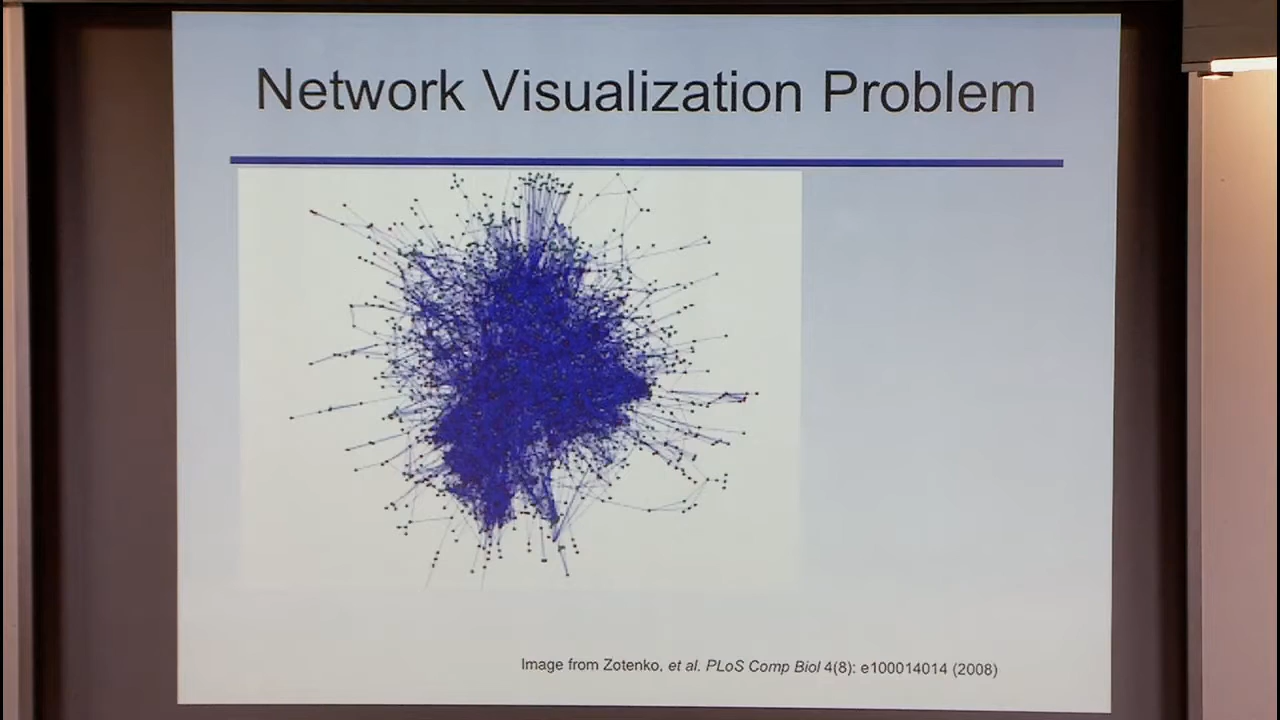 Network Visualization Problem
Image from Zotenko, et al. PLoS Comp Biol 4(8): e100014014 (2008)